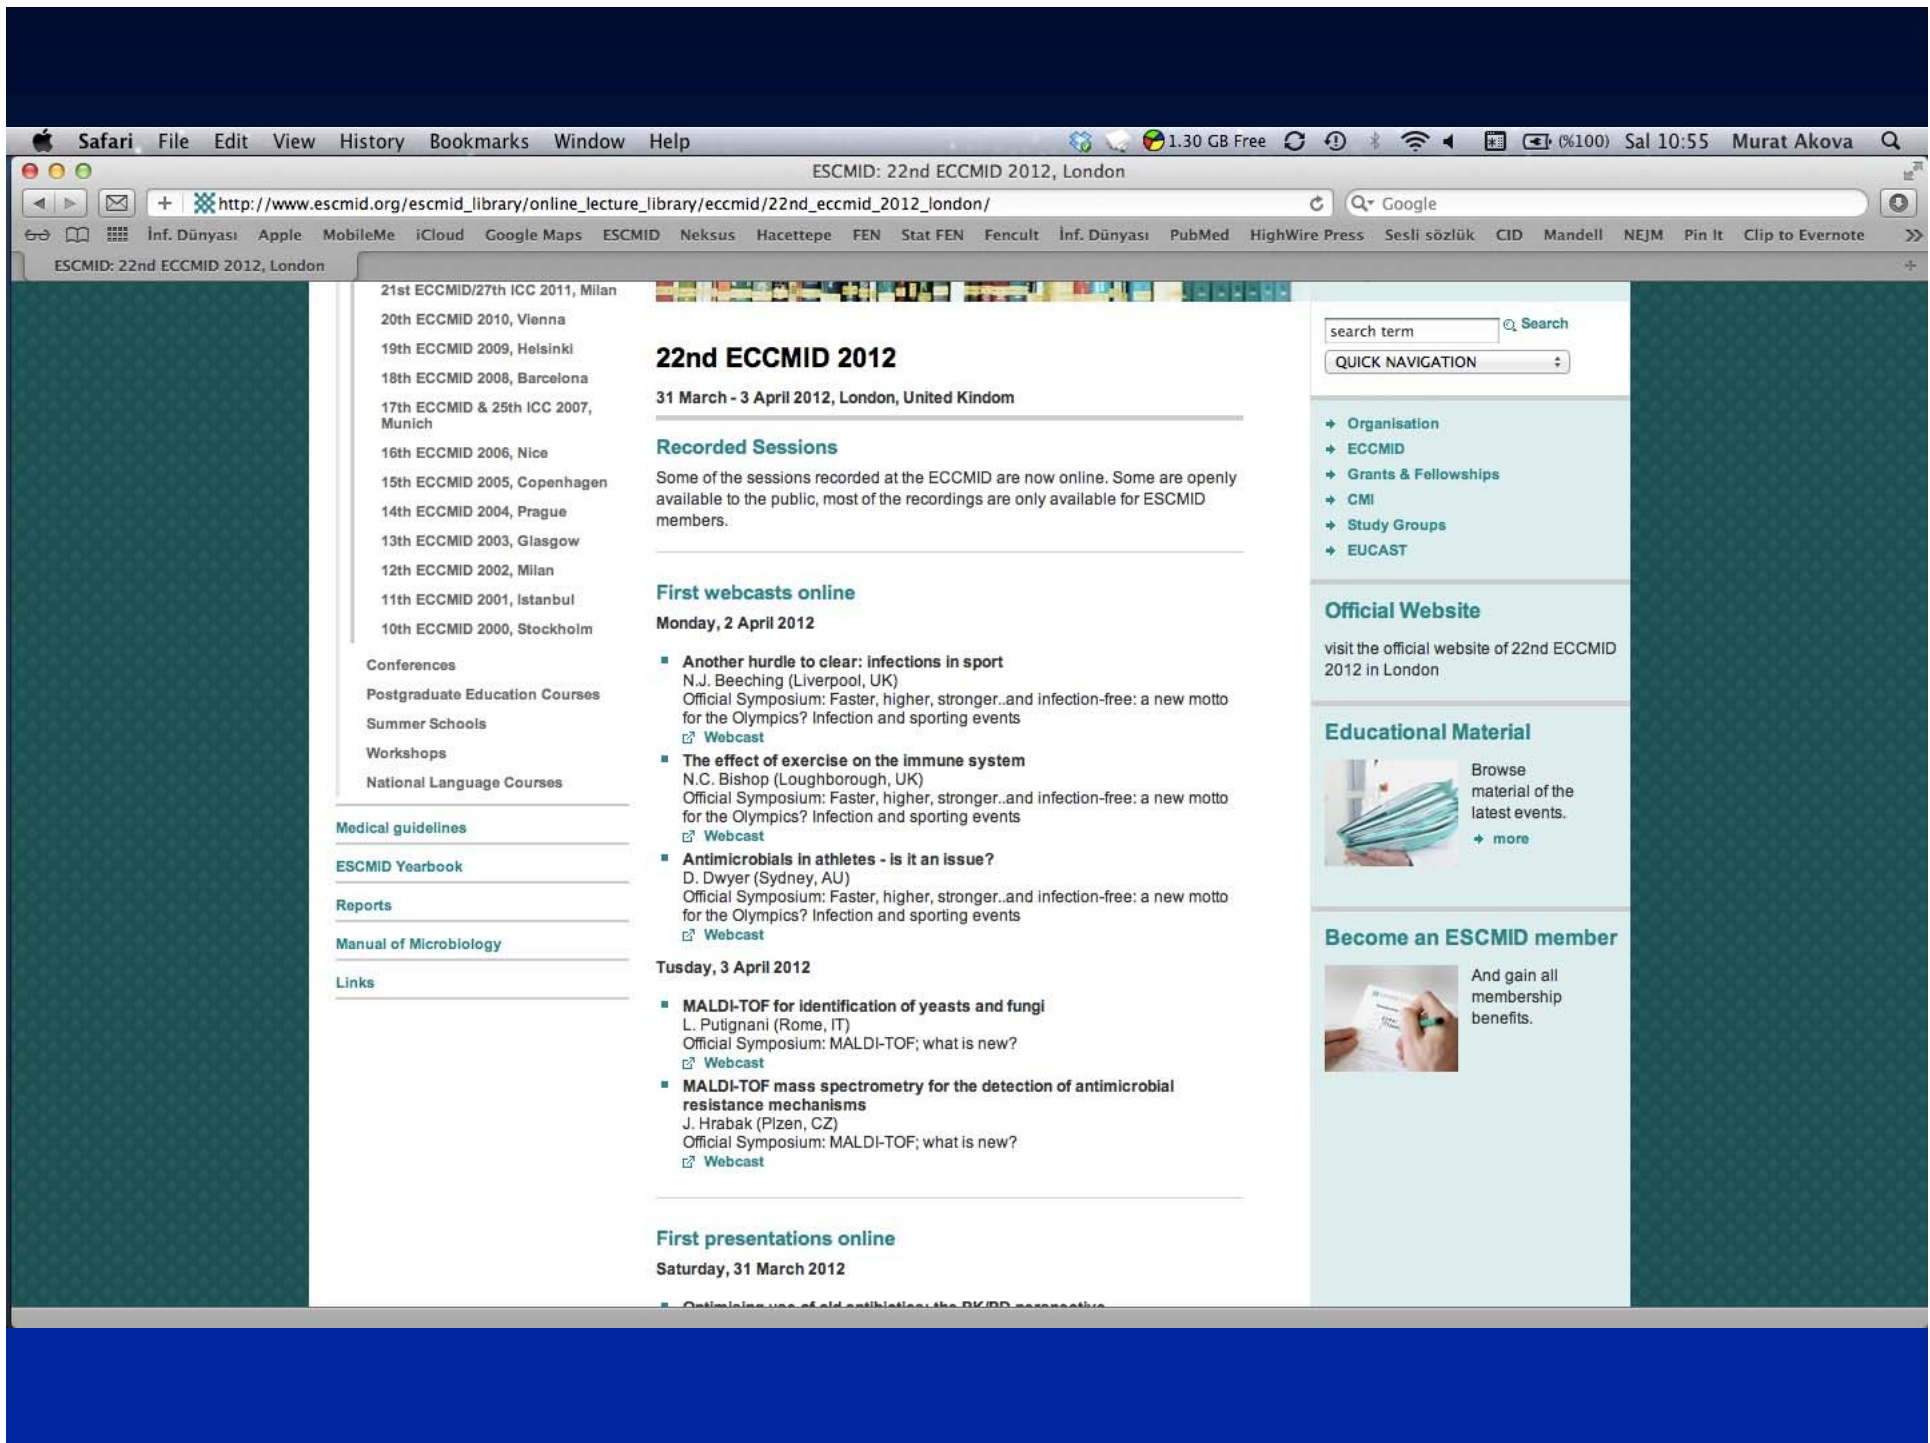 Safari File Edit View History Bookmarks Window Help 1.30 GB Free (%100) Sal 10:55 Murat Akova
ESCMID: 22nd ECCMID 2012, London
http://www.escmid.org/escmid_library/online_lecture_library/eccmid/22nd_eccmid_2012_london/ Google
İnf. Dünyası Apple MobileMe iCloud Google Maps ESCMID Neksus Hacettepe FEN Stat FEN Fencult İnf. Dünyası PubMed HighWire Press Sesli sözlük CID Mandell NEJM Pin It Clip to Evernote
ESCMID: 22nd ECCMID 2012, London
21st ECCMID/27th ICC 2011, Milan
20th ECCMID 2010, Vienna
19th ECCMID 2009, Helsinki
18th ECCMID 2008, Barcelona
17th ECCMID & 25th ICC 2007,
Munich
16th ECCMID 2006, Nice
15th ECCMID 2005, Copenhagen
14th ECCMID 2004, Prague
13th ECCMID 2003, Glasgow
12th ECCMID 2002, Milan
11th ECCMID 2001, Istanbul
10th ECCMID 2000, Stockholm
Conferences
Postgraduate Education Courses
Summer Schools
Workshops
National Language Courses
Medical guidelines
ESCMID Yearbook
Reports
Manual of Microbiology
Links
22nd ECCMID 2012
31 March - 3 April 2012, London, United Kindom
Recorded Sessions
Some of the sessions recorded at the ECCMID are now online. Some are openly
available to the public, most of the recordings are only available for ESCMID
members.
First webcasts online
Monday, 2 April 2012
Another hurdle to clear: infections in sport
N.J. Beeching (Liverpool, UK)
Official Symposium: Faster, higher, stronger..and infection-free: a new motto
for the Olympics? Infection and sporting events
Webcast
The effect of exercise on the immune system
N.C. Bishop (Loughborough, UK)
Official Symposium: Faster, higher, stronger..and infection-free: a new motto
for the Olympics? Infection and sporting events
Webcast
Antimicrobials in athletes - is it an issue?
D. Dwyer (Sydney, AU)
Official Symposium: Faster, higher, stronger..and infection-free: a new motto
for the Olympics? Infection and sporting events
Webcast
Tusday, 3 April 2012
MALDI-TOF for identification of yeasts and fungi
L. Putignani (Rome, IT)
Official Symposium: MALDI-TOF; what is new?
Webcast
MALDI-TOF mass spectrometry for the detection of antimicrobial
resistance mechanisms
J. Hrabak (Plzen, CZ)
Official Symposium: MALDI-TOF; what is new?
Webcast
First presentations online
Saturday, 31 March 2012
Optimising use of old antibiotics: the PK/PD perspective
search term Search
QUICK NAVIGATION
Organisation
ECCMID
Grants & Fellowships
CMI
Study Groups
EUCAST
Official Website
visit the official website of 22nd ECCMID
2012 in London
Educational Material
Browse
material of the
latest events.
more
Become an ESCMID member
And gain all
membership
benefits.